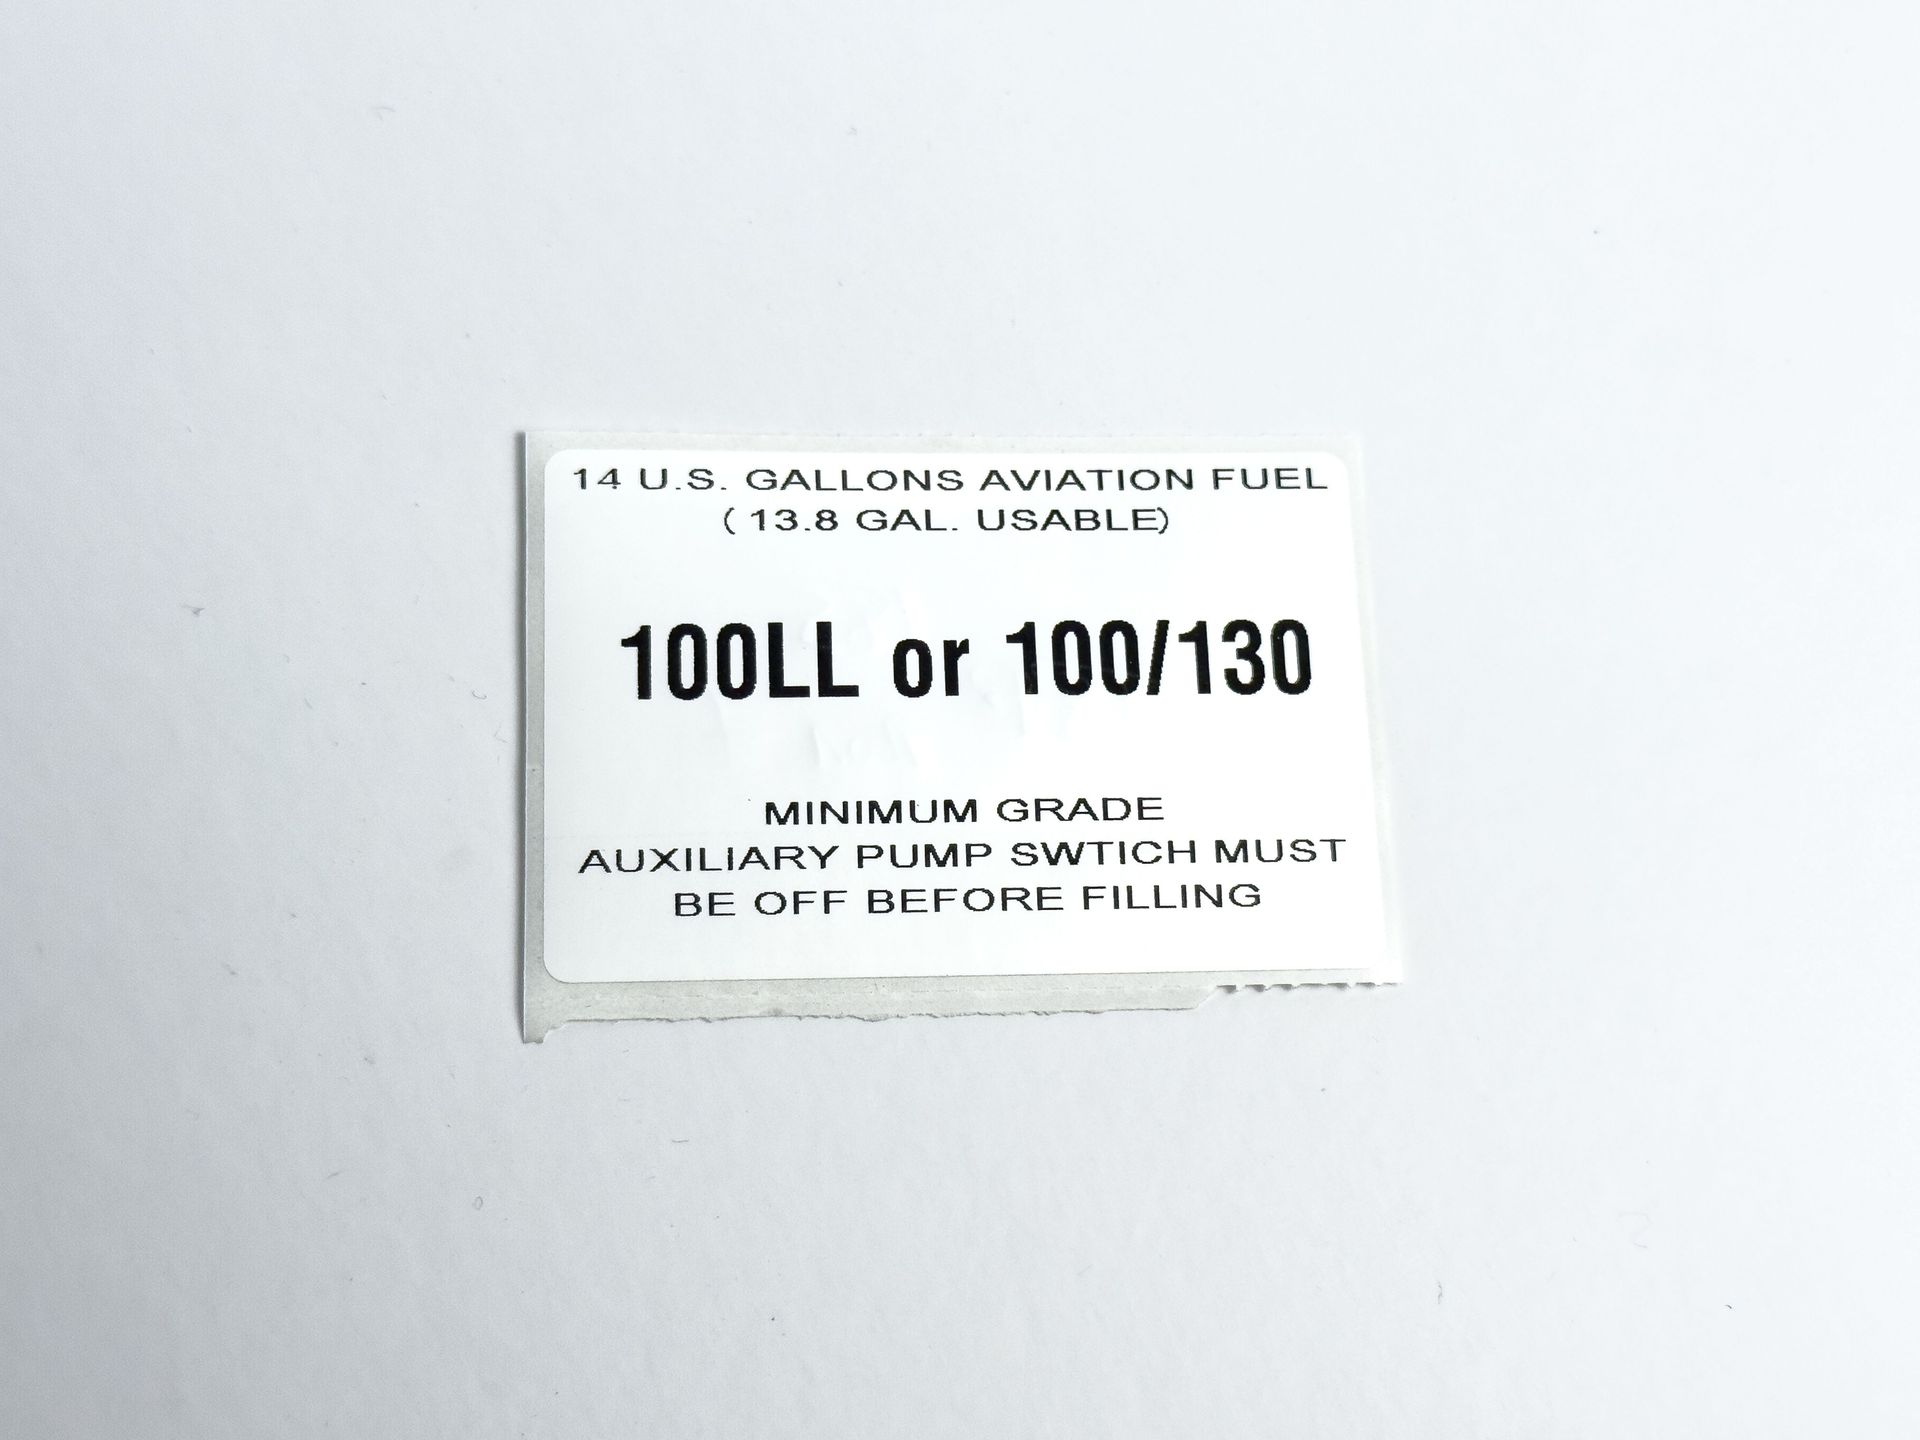 14 U.S. GALLONS AVIATION FUEL
( 13.8 GAL. USABLE)
100LL or 100/130
MINIMUM GRADE
AUXILIARY PUMP SWTICH MUST
BE OFF BEFORE FILLING